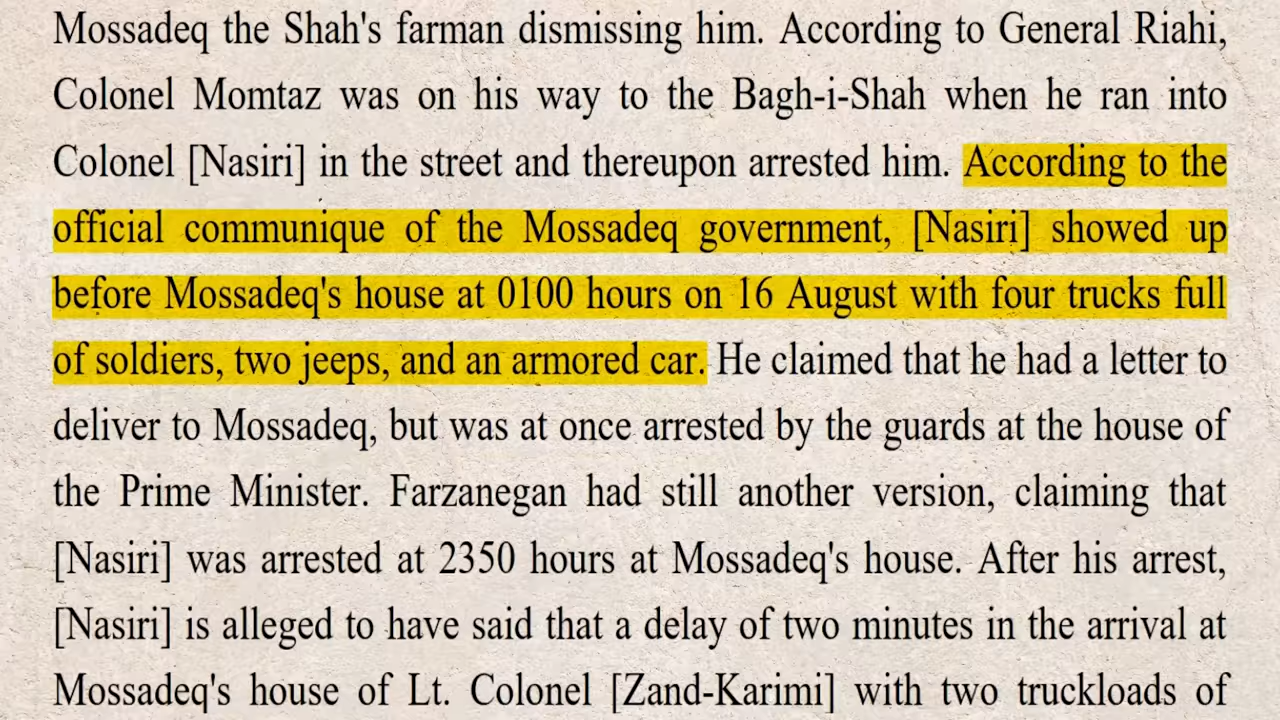 Mossadeq the Shah's farman dismissing him. According to General Riahi,
Colonel Momtaz was on his way to the Bagh-i-Shah when he ran into
Colonel [Nasiri] in the street and thereupon arrested him. According to the
official communique of the Mossadeq government, [Nasiri] showed up
before Mossadeq's house at 0100 hours on 16 August with four trucks full
of soldiers, two jeeps, and an armored car. He claimed that he had a letter to
deliver to Mossadeq, but was at once arrested by the guards at the house of
the Prime Minister. Farzanegan had still another version, claiming that
[Nasiri] was arrested at 2350 hours at Mossadeq's house. After his arrest,
[Nasiri] is alleged to have said that a delay of two minutes in the arrival at
Mossadeq's house of Lt. Colonel [Zand-Karimi] with two truckloads of